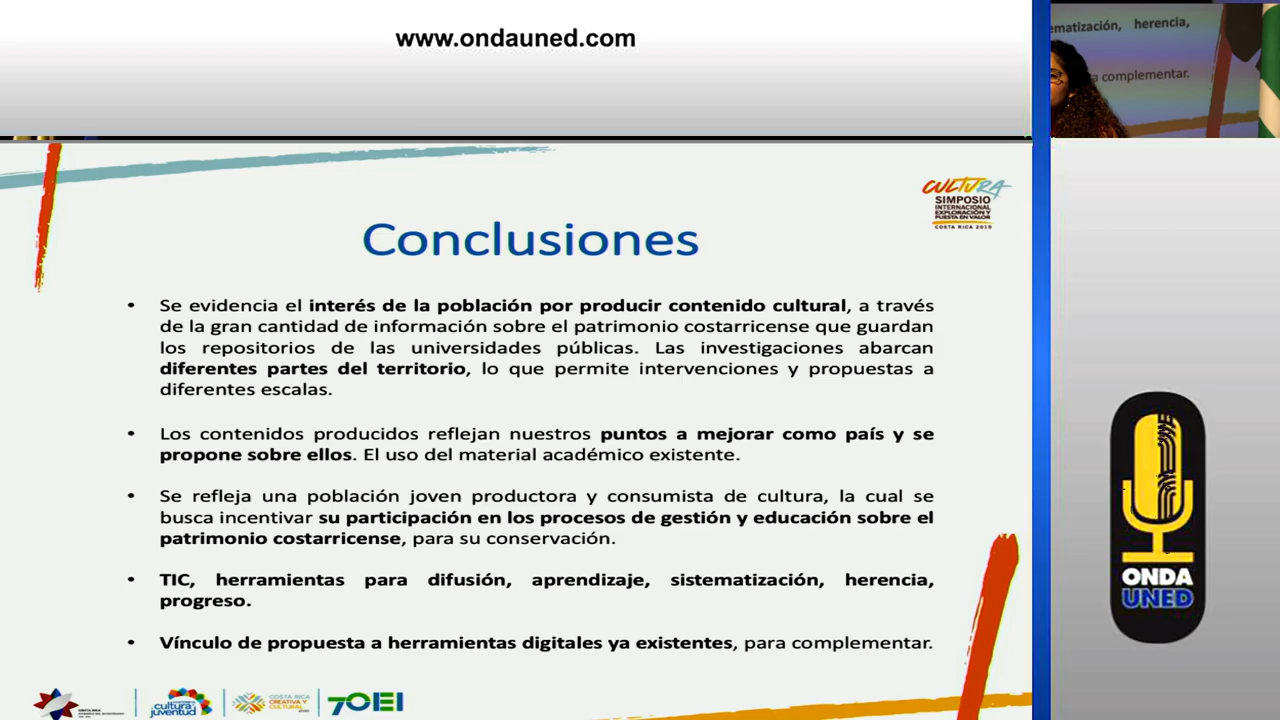 www.ondauned.com
ematización, herencia,
a complementar.
CULTURA
SIMPOSIO
INTERNACIONAL
EXPLORACIÓN Y
PUESTA EN VALOR
COSTA RICA 2019
Conclusiones
• Se evidencia el interés de la población por producir contenido cultural, a través
de la gran cantidad de información sobre el patrimonio costarricense que guardan
los repositorios de las universidades públicas. Las investigaciones abarcan
diferentes partes del territorio, lo que permite intervenciones y propuestas a
diferentes escalas.
• Los contenidos producidos reflejan nuestros puntos a mejorar como país y se
propone sobre ellos. El uso del material académico existente.
• Se refleja una población joven productora y consumista de cultura, la cual se
busca incentivar su participación en los procesos de gestión y educación sobre el
patrimonio costarricense, para su conservación.
• TIC, herramientas para difusión, aprendizaje, sistematización, herencia,
progreso.
• Vínculo de propuesta a herramientas digitales ya existentes, para complementar.
ONDA
UNED
COSTA RICA
cultura
juventud
COSTA RICA
CREATIVA Y
CULTURAL
7OEI